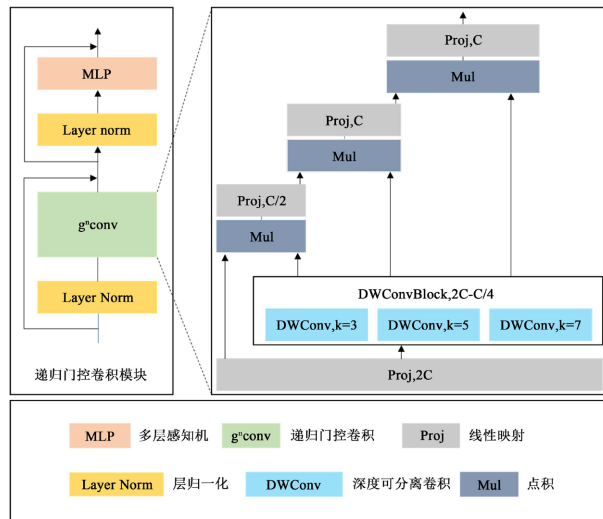 MLP
Layer norm
gⁿconv
Layer Norm
递归门控卷积模块
Proj,C
Mul
Proj,C
Mul
Proj,C/2
Mul
DWConvBlock,2C-C/4
DWConv,k=3 DWConv,k=5 DWConv,k=7
Proj,2C
MLP 多层感知机 gⁿconv 递归门控卷积 Proj 线性映射
Layer Norm 层归一化 DWConv 深度可分离卷积 Mul 点积